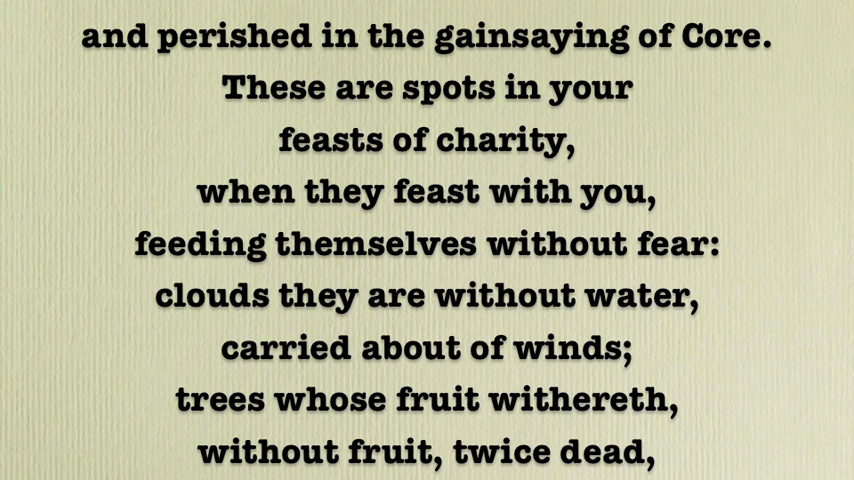 and perished in the gainsaying of Core.
These are spots in your
feasts of charity,
when they feast with you,
feeding themselves without fear:
clouds they are without water,
carried about of winds;
trees whose fruit withereth,
without fruit, twice dead,